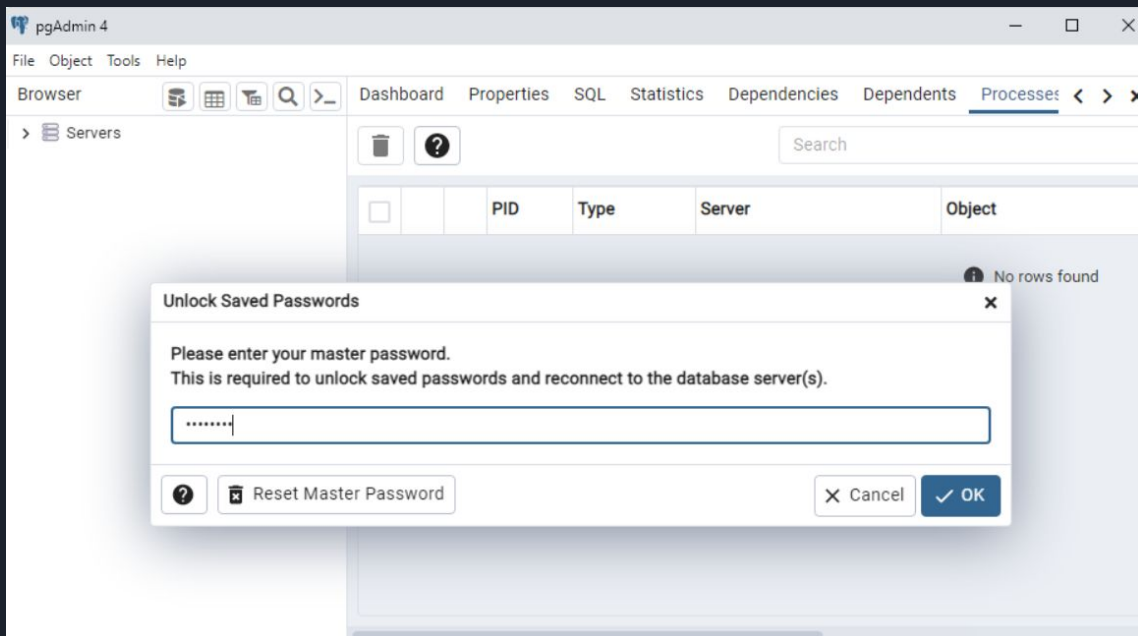 pgAdmin 4
File Object Tools Help
Browser
Dashboard Properties SQL Statistics Dependencies Dependents Processes
Servers
Search
PID Type Server Object
No rows found
Unlock Saved Passwords
Please enter your master password.
This is required to unlock saved passwords and reconnect to the database server(s).
••••••••
Reset Master Password
Cancel
OK